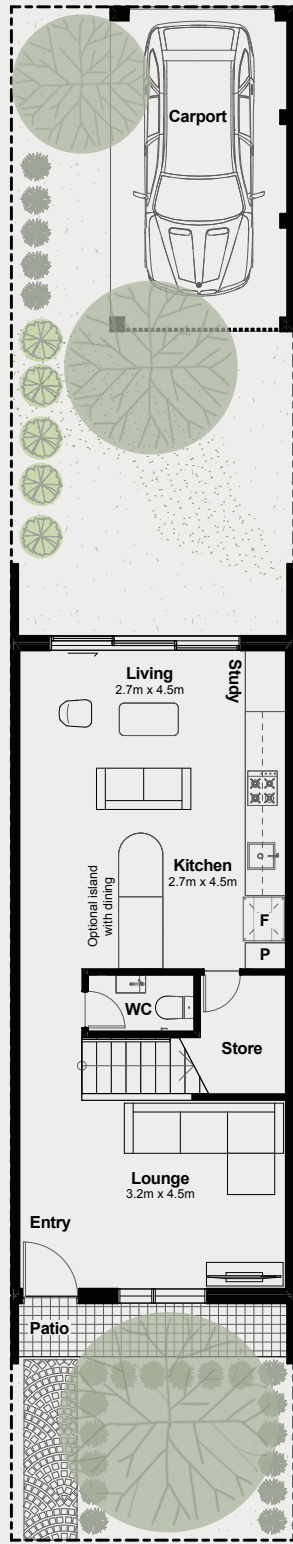 Carport
Living
2.7m x 4.5m
Study
Kitchen
2.7m x 4.5m
Optional island
with dining
F
P
WC
Store
Lounge
3.2m x 4.5m
Entry
Patio